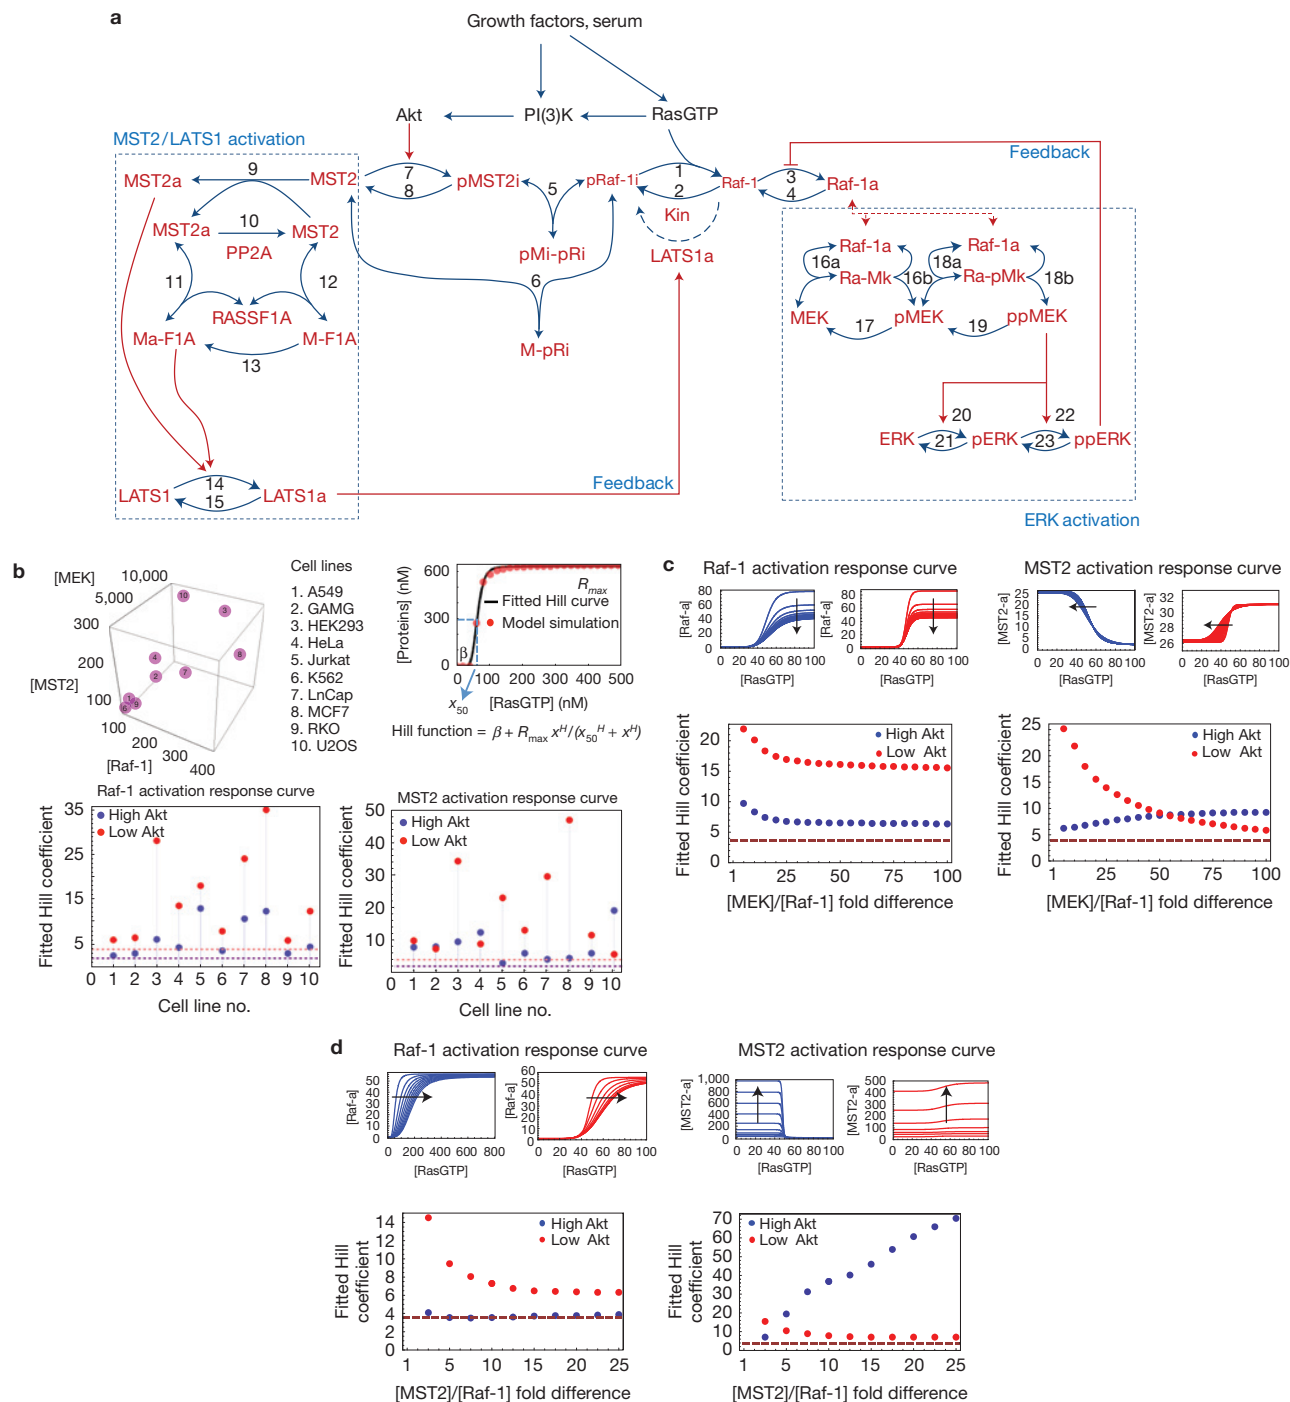 a
Growth factors, serum
Akt
PI(3)K
RasGTP
MST2/LATS1 activation
Feedback
MST2a
9
MST2
7
8
pMST2i
5
pRaf-1i
1
2
Raf-1
3
4
Raf-1a
Kin
LATS1a
MST2a
10
MST2
PP2A
pMi-pRi
6
11
12
RASSF1A
Ma-F1A
M-F1A
13
M-pRi
Raf-1a
Raf-1a
16a
18a
Ra-Mk
16b
Ra-pMk
18b
MEK
pMEK
ppMEK
17
19
20
22
ERK
21
pERK
23
ppERK
LATS1
14
15
LATS1a
Feedback
ERK activation
b
[MEK]
10,000
5,000
300
[MST2]
200
100
100
200
300
400
[Raf-1]
10
3
4
8
2
7
1
9
6
Cell lines
1. A549
2. GAMG
3. HEK293
4. HeLa
5. Jurkat
6. K562
7. LnCap
8. MCF7
9. RKO
10. U2OS
[Proteins] (nM)
600
300
0
β
Rmax
Fitted Hill curve
Model simulation
0 100 200 300 400 500
x50
[RasGTP] (nM)
Hill function = β + Rmax x^H/(x50^H + x^H)
Raf-1 activation response curve
Fitted Hill coefficient
35
25
15
5
High Akt
Low Akt
0 1 2 3 4 5 6 7 8 9 10
Cell line no.
MST2 activation response curve
Fitted Hill coefficient
50
40
30
20
10
High Akt
Low Akt
0 1 2 3 4 5 6 7 8 9 10
Cell line no.
c
Raf-1 activation response curve
[Raf-a]
80
60
40
20
0
0 20 40 60 80 100
[RasGTP]
[Raf-a]
80
60
40
20
0
0 20 40 60 80 100
[RasGTP]
MST2 activation response curve
[MST2-a]
25
20
15
10
5
0
0 20 40 60 80 100
[RasGTP]
[MST2-a]
32
30
28
26
0 20 40 60 80 100
[RasGTP]
Fitted Hill coefficient
20
15
10
5
0
High Akt
Low Akt
1 25 50 75 100
[MEK]/[Raf-1] fold difference
Fitted Hill coefficient
20
15
10
5
0
High Akt
Low Akt
1 25 50 75 100
[MEK]/[Raf-1] fold difference
d
Raf-1 activation response curve
[Raf-a]
50
40
30
20
10
0
0 200 400 600 800
[RasGTP]
[Raf-a]
60
50
40
30
20
10
0
0 20 40 60 80 100
[RasGTP]
MST2 activation response curve
[MST2-a]
1,000
800
600
400
200
0
0 20 40 60 80 100
[RasGTP]
[MST2-a]
500
400
300
200
100
0
0 20 40 60 80 100
[RasGTP]
Fitted Hill
coefficient
14
12
10
8
6
4
2
0
High Akt
Low Akt
1 5 10 15 20 25
[MST2]/[Raf-1] fold difference
Fitted Hill
coefficient
70
60
50
40
30
20
10
0
High Akt
Low Akt
1 5 10 15 20 25
[MST2]/[Raf-1] fold difference